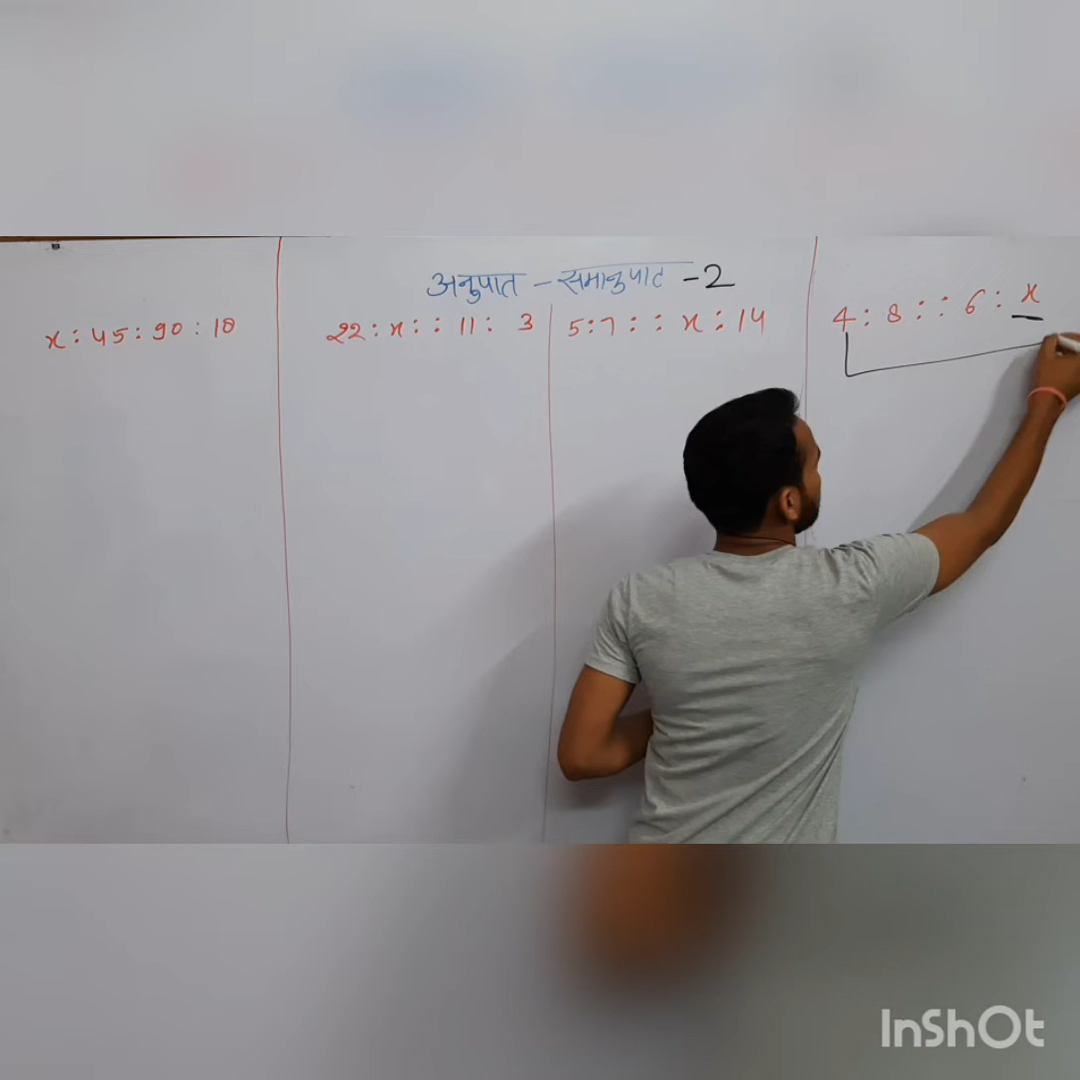 अनुपात - समानुपात - 2
x : 45 : 90 : 18
22 : x : : 11 : 3
5 : 7 : : x : 14
4 : 8 : : 6 : x
InShOt